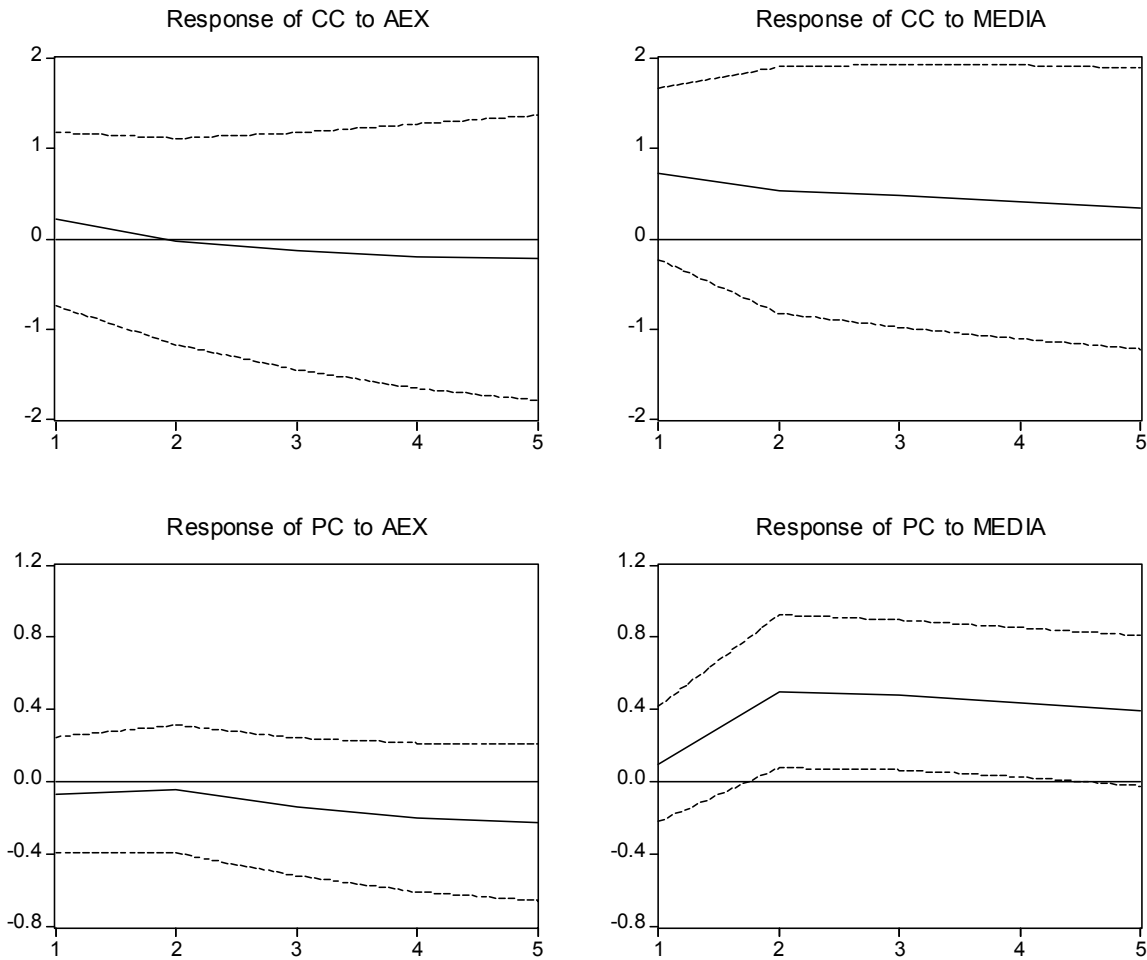 Response of CC to AEX
2
1
0
-1
-2
1 2 3 4 5
Response of CC to MEDIA
2
1
0
-1
-2
1 2 3 4 5
Response of PC to AEX
1.2
0.8
0.4
0.0
-0.4
-0.8
1 2 3 4 5
Response of PC to MEDIA
1.2
0.8
0.4
0.0
-0.4
-0.8
1 2 3 4 5